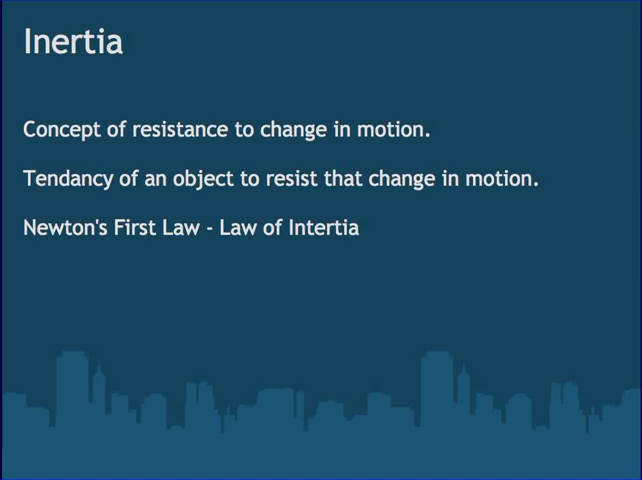 Inertia
Concept of resistance to change in motion.
Tendancy of an object to resist that change in motion.
Newton's First Law - Law of Intertia